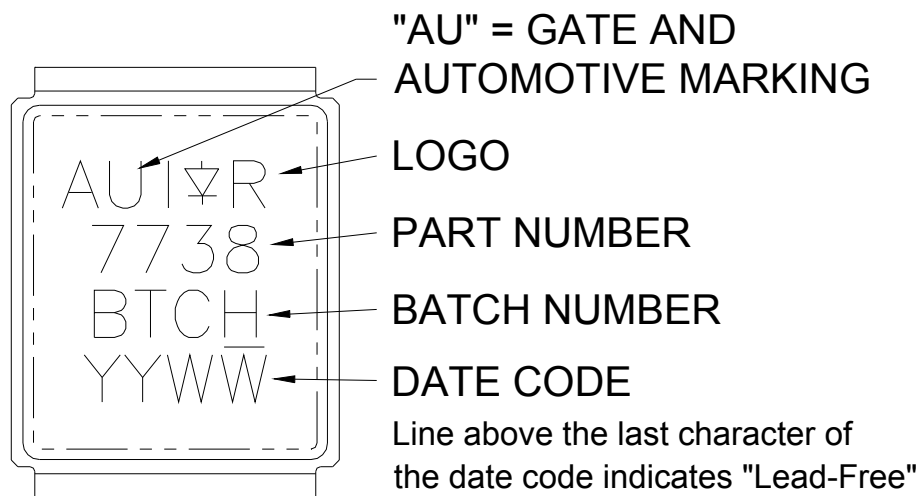 "AU" = GATE AND
AUTOMOTIVE MARKING
AUI R
LOGO
7738
PART NUMBER
BTCH
BATCH NUMBER
YYWW
DATE CODE
Line above the last character of
the date code indicates "Lead-Free"